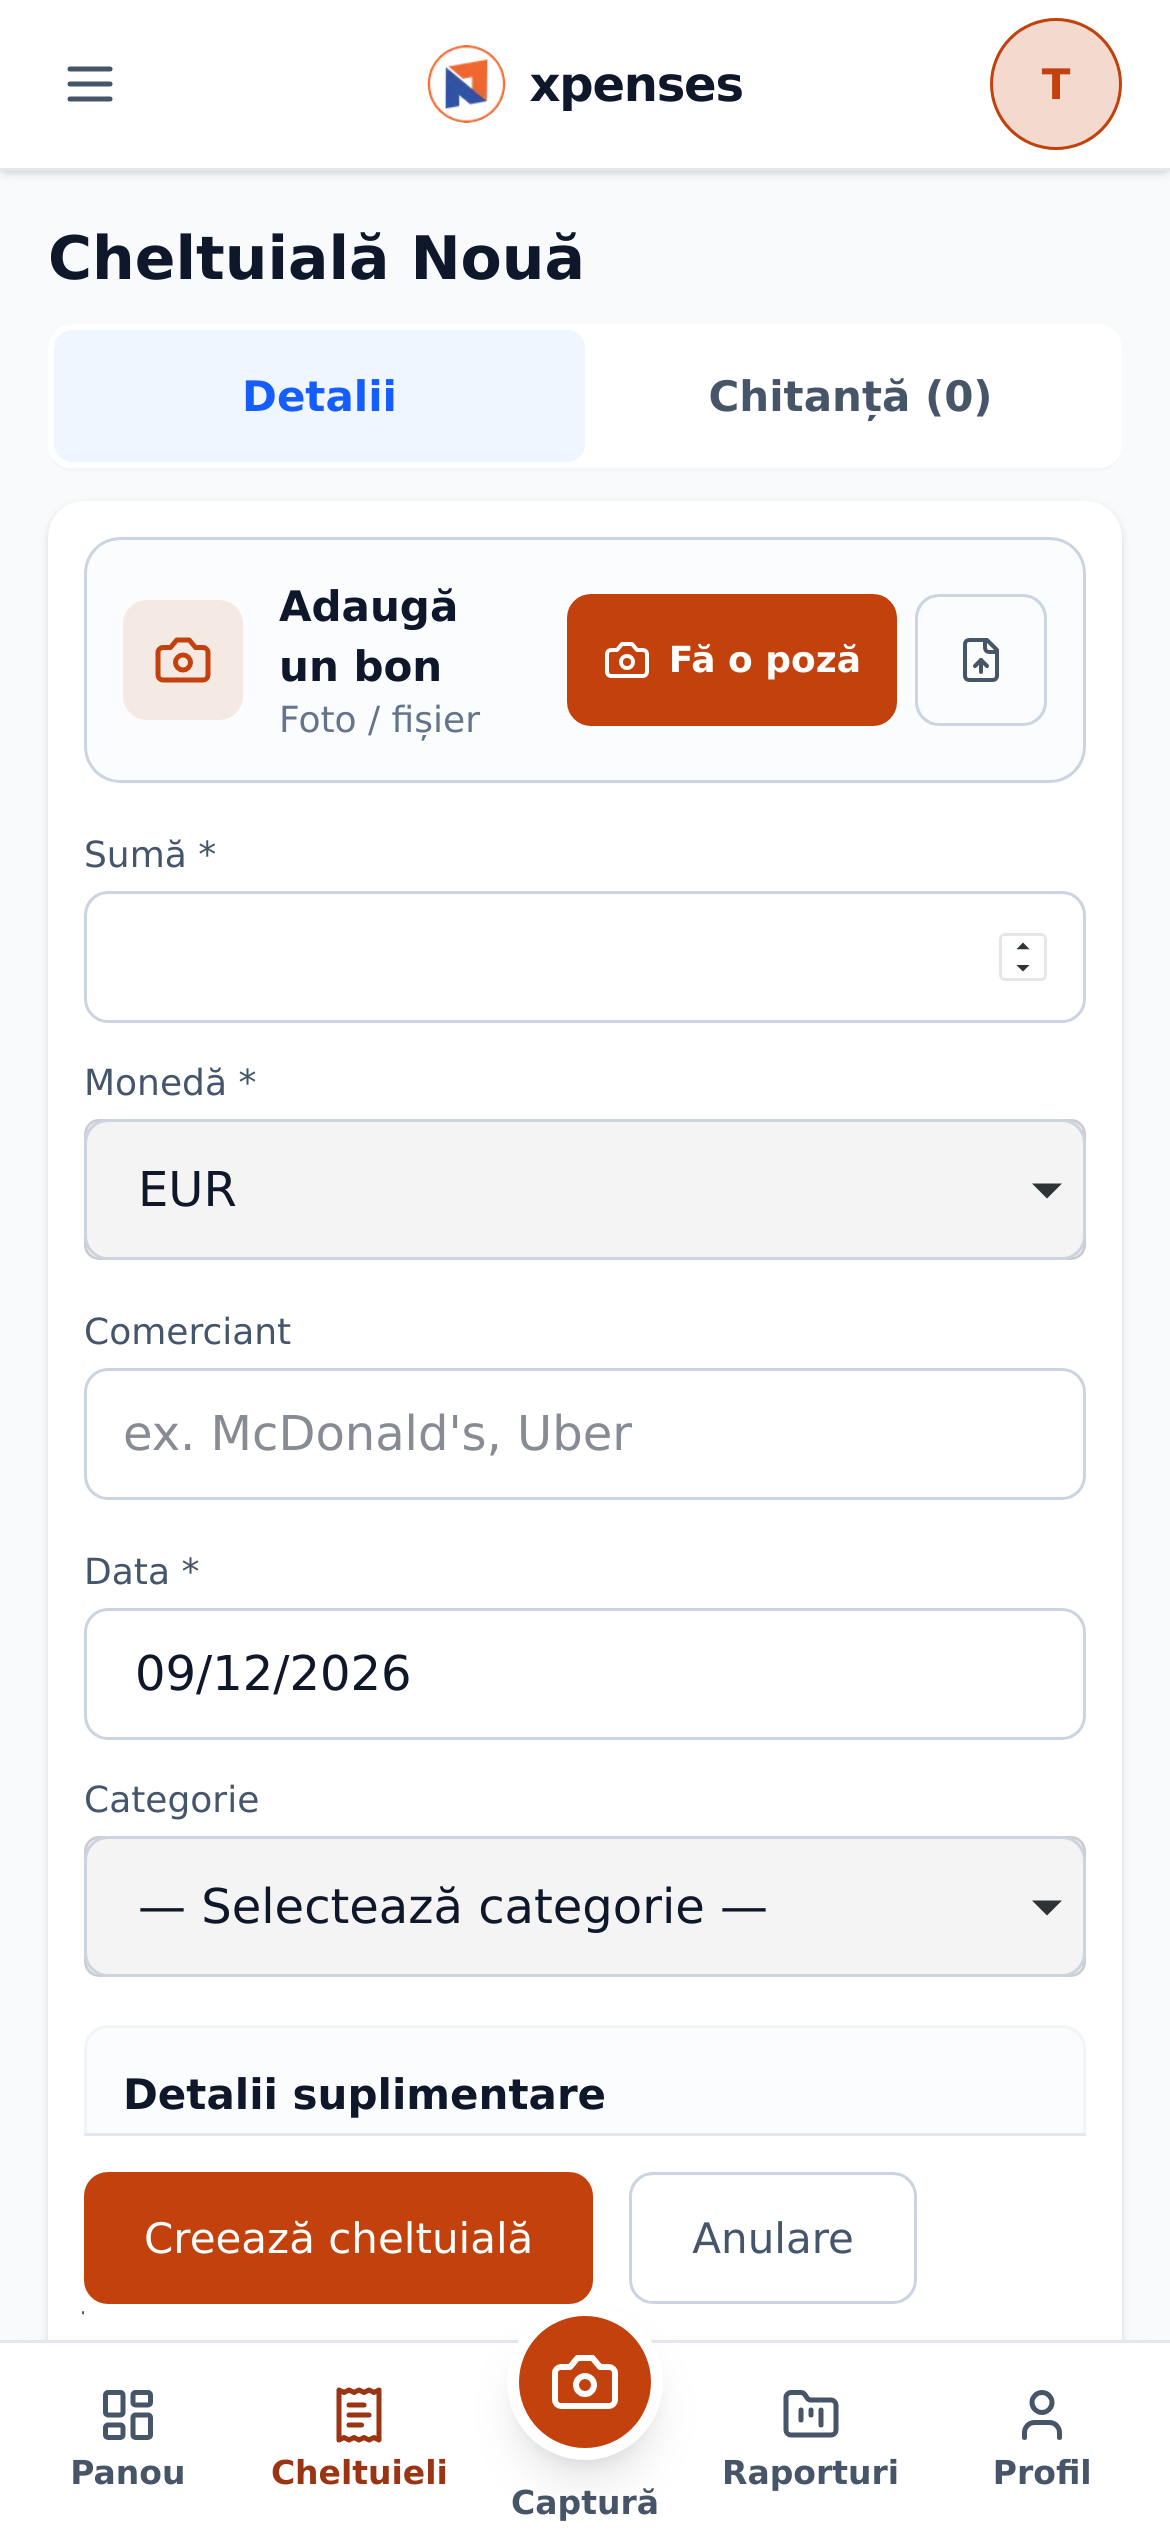 xpenses
T
Cheltuială Nouă
Detalii
Chitanță (0)
Adaugă
un bon
Foto / fișier
Fă o poză
Sumă *
Monedă *
EUR
Comerciant
ex. McDonald's, Uber
Data *
09/12/2026
Categorie
— Selectează categorie —
Detalii suplimentare
Creează cheltuială
Anulare
Panou
Cheltuieli
Captură
Raporturi
Profil